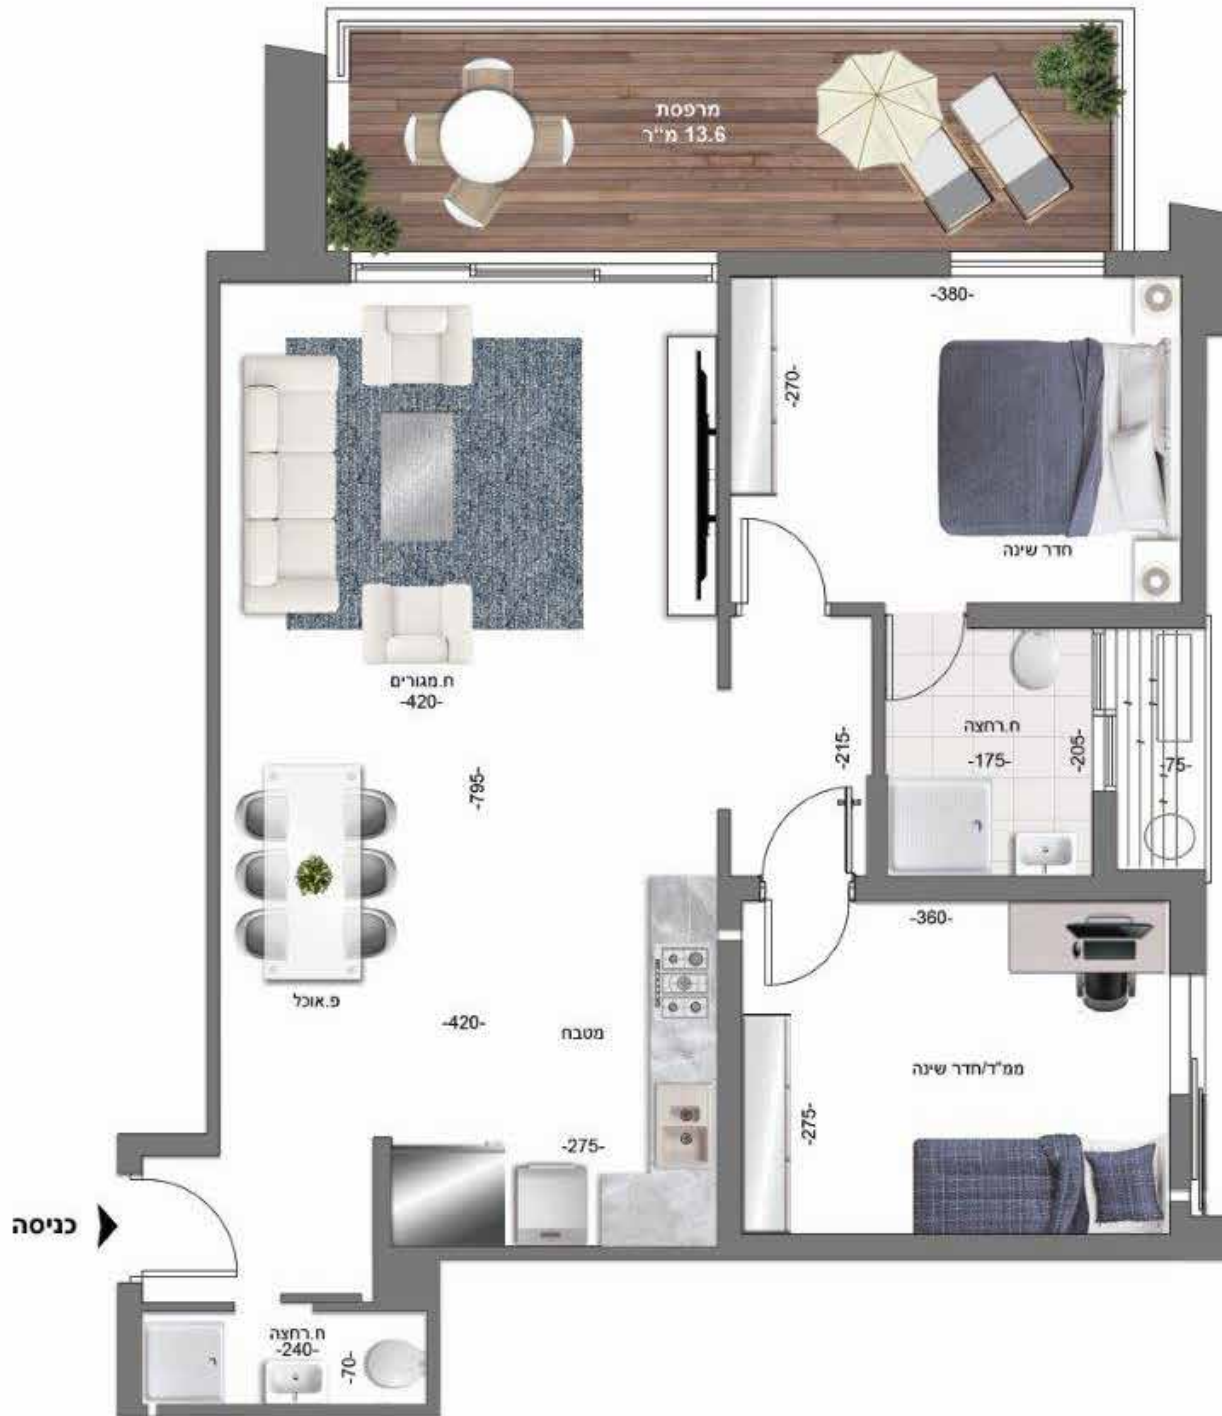 מרפסת
13.6 מ"ר
-380-
-270-
חדר שינה
ח.מגורים
-420-
-795-
-215-
ח.רחצה
-175-
-205-
-75-
פ.אוכל
-420-
מטבח
-275-
-360-
ממ"ד/חדר שינה
-275-
כניסה
ח.רחצה
-240-
-70-